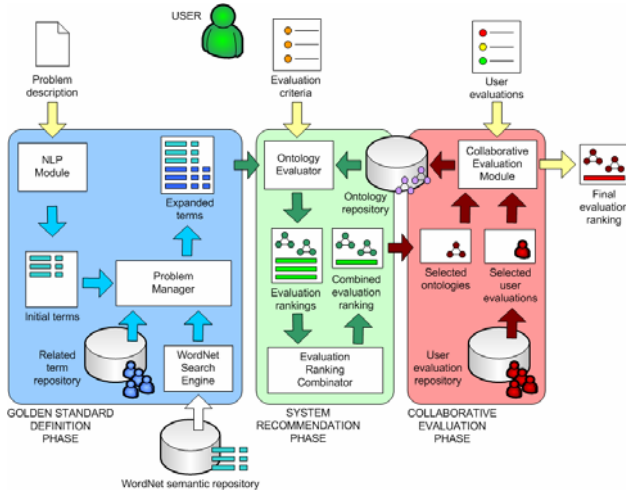 USER
Problem
description
Evaluation
criteria
User
evaluations
NLP
Module
Expanded
terms
Initial terms
Problem
Manager
Related
term
repository
WordNet
Search
Engine
GOLDEN STANDARD
DEFINITION
PHASE
WordNet semantic repository
Ontology
Evaluator
Ontology
repository
Evaluation
rankings
Combined
evaluation
ranking
Evaluation
Ranking
Combinator
SYSTEM
RECOMMENDATION
PHASE
Collaborative
Evaluation
Module
Selected
ontologies
Selected
user
evaluations
User
evaluation
repository
COLLABORATIVE
EVALUATION
PHASE
Final
evaluation
ranking